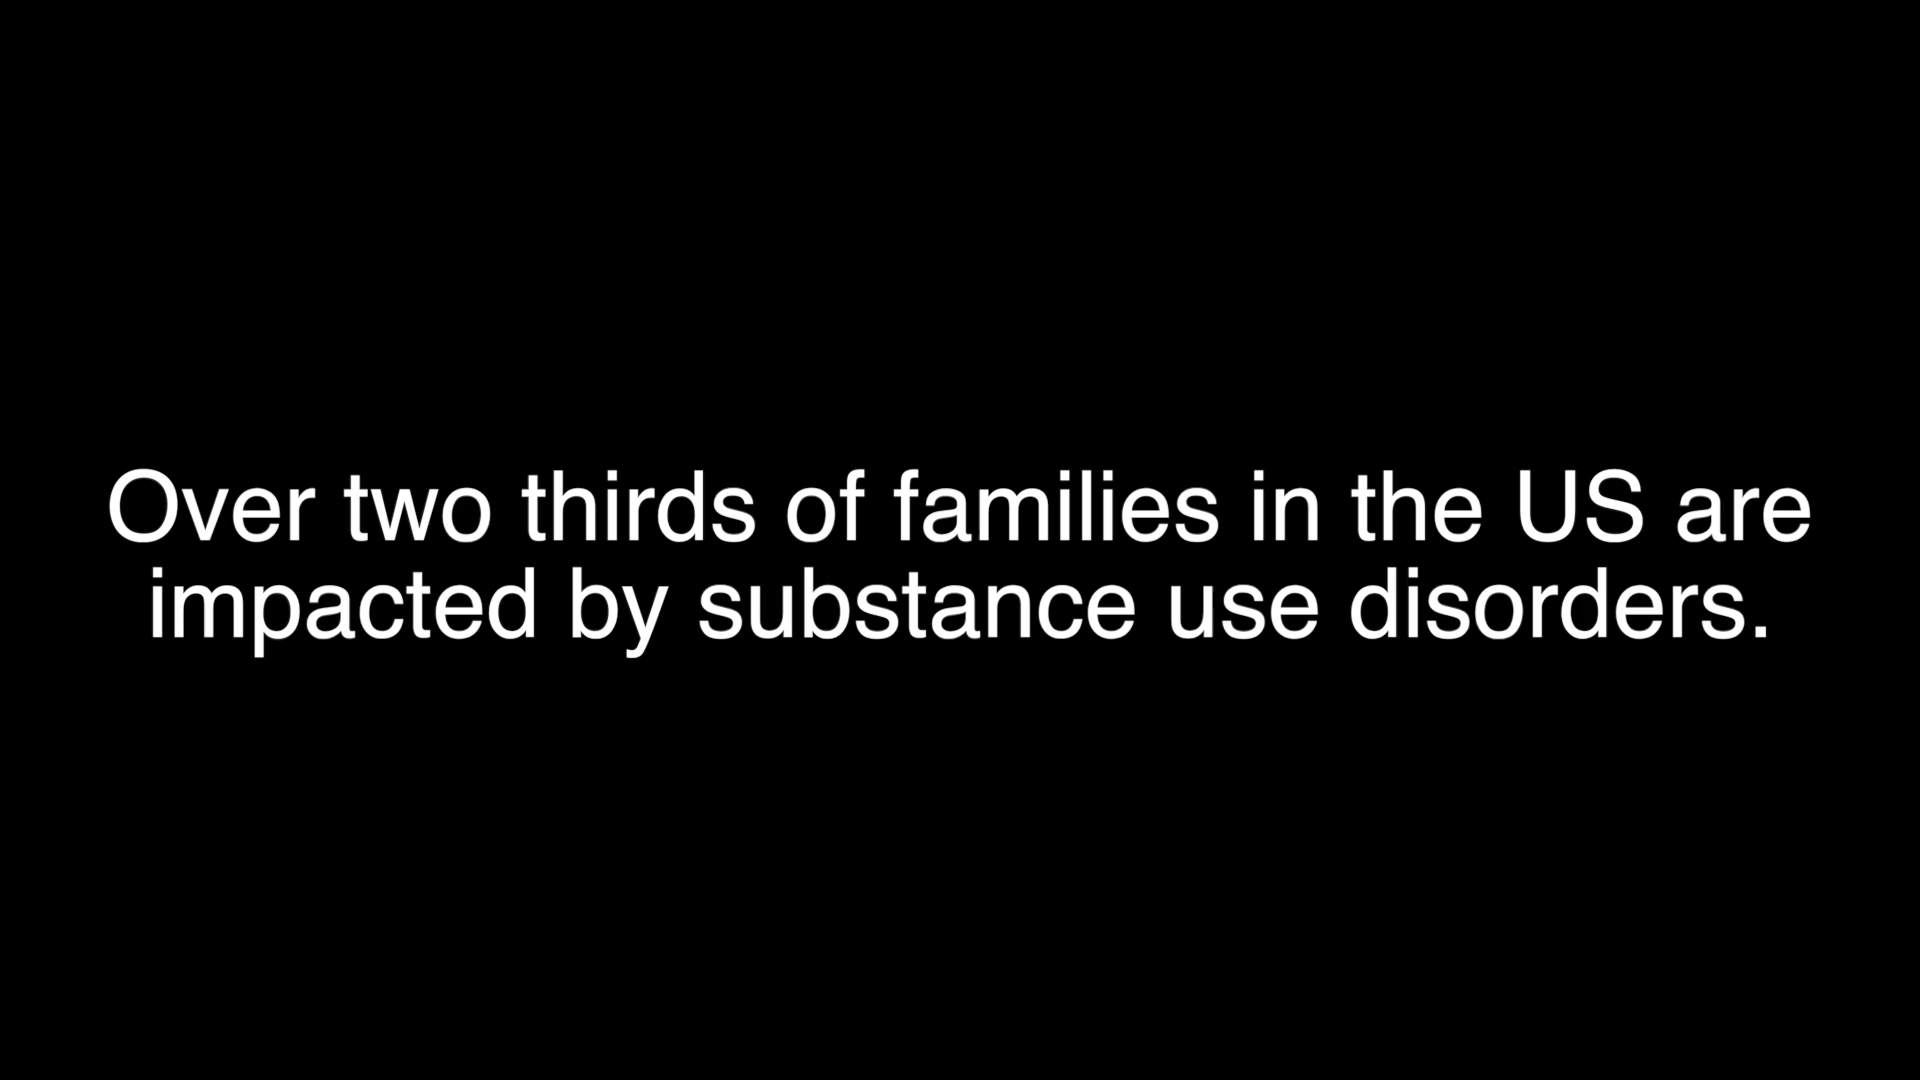 Over two thirds of families in the US are
impacted by substance use disorders.